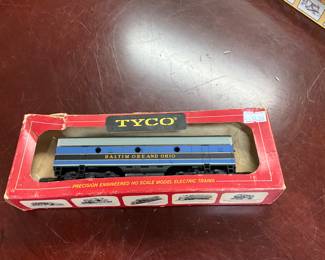 TYCO
BALTIMORE AND OHIO
PRECISION ENGINEERED HO SCALE MODEL ELECTRIC TRAINS